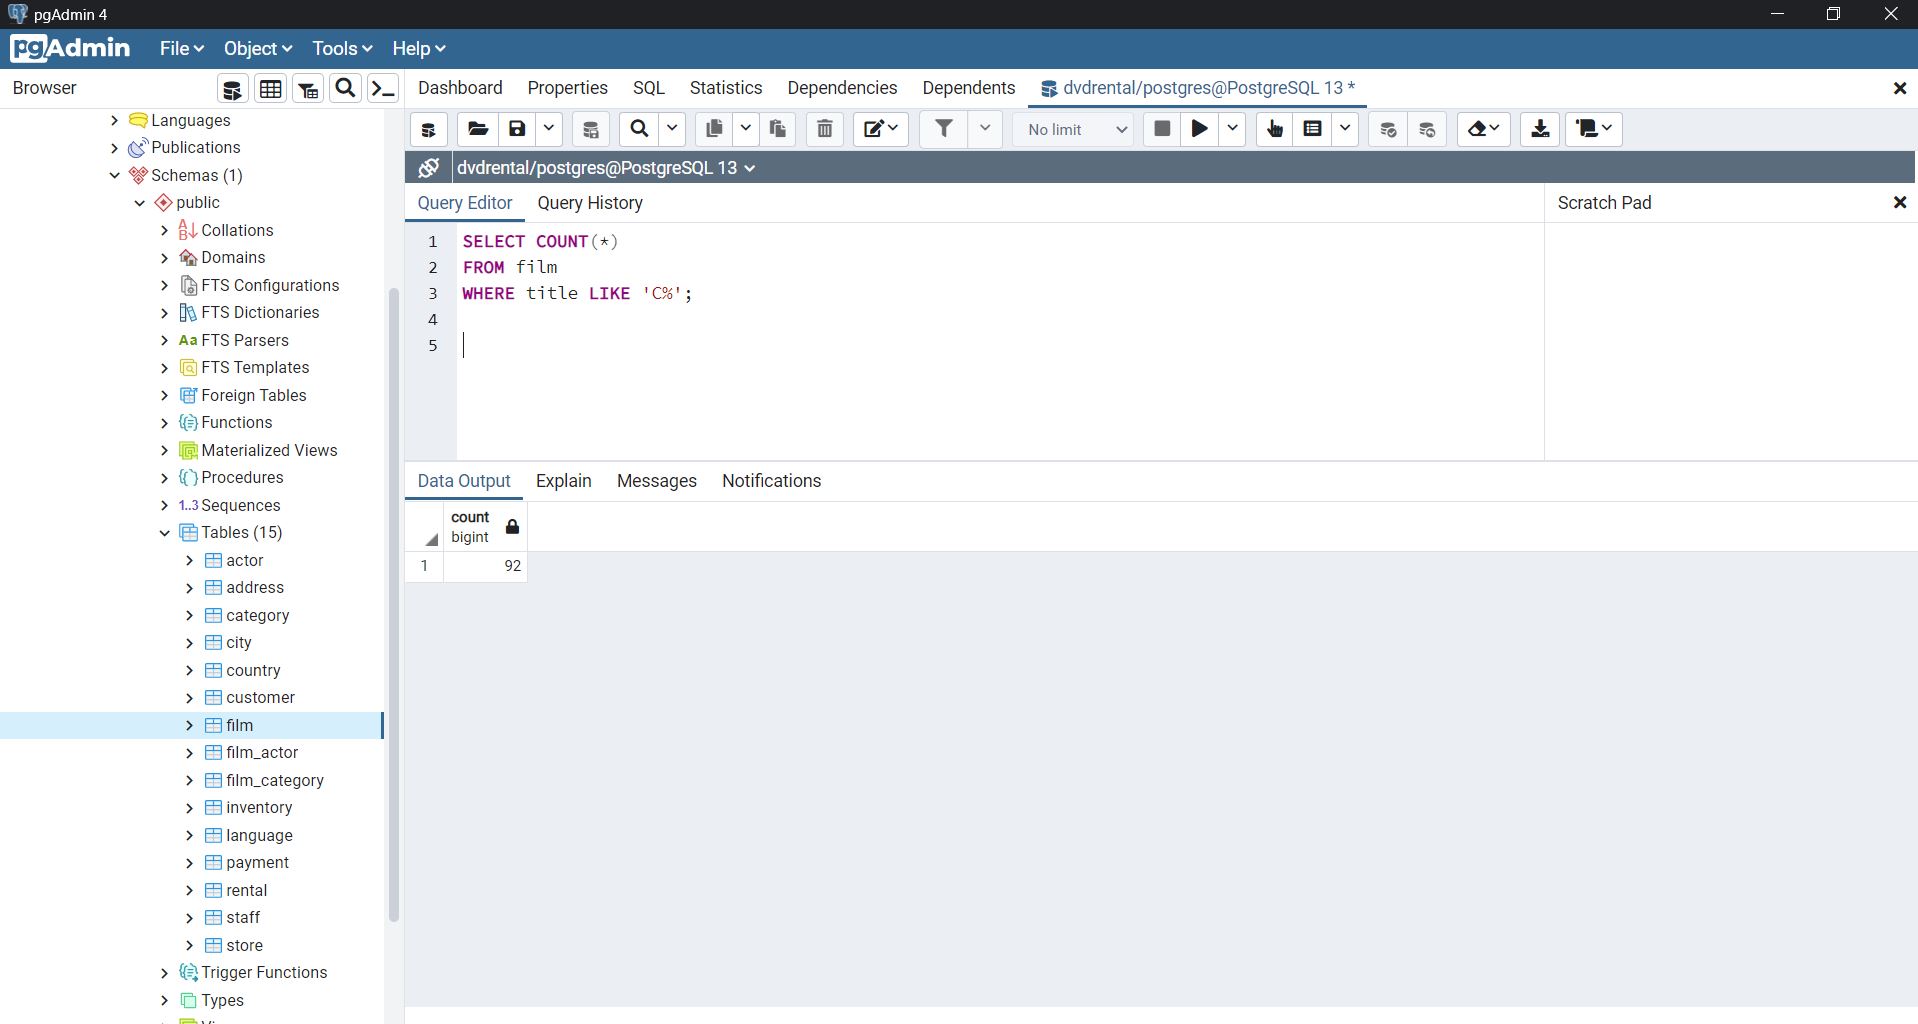 pgAdmin 4
pgAdmin File Object Tools Help
Browser
Dashboard Properties SQL Statistics Dependencies Dependents dvdrental/postgres@PostgreSQL 13 *
No limit
dvdrental/postgres@PostgreSQL 13
Query Editor Query History
Scratch Pad
1 SELECT COUNT(*)
2 FROM film
3 WHERE title LIKE 'C%';
4
5
Data Output Explain Messages Notifications
count
bigint
1 92
Languages
Publications
Schemas (1)
public
Collations
Domains
FTS Configurations
FTS Dictionaries
Aa FTS Parsers
FTS Templates
Foreign Tables
Functions
Materialized Views
Procedures
1..3 Sequences
Tables (15)
actor
address
category
city
country
customer
film
film_actor
film_category
inventory
language
payment
rental
staff
store
Trigger Functions
Types